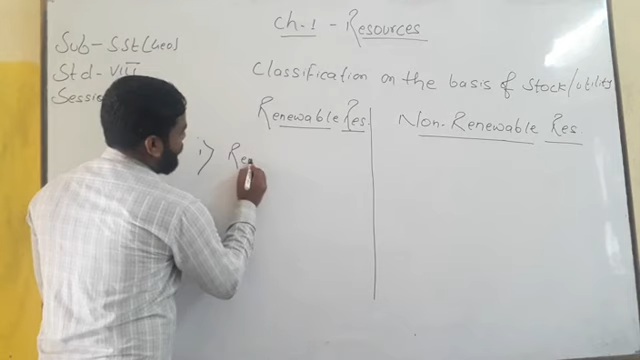 Ch-1 - Resources
Sub - SSt (Geo)
Std - VIII
Sessi
Classification on the basis of stock/utility
Renewable Res.
Non-Renewable Res.
i) Re